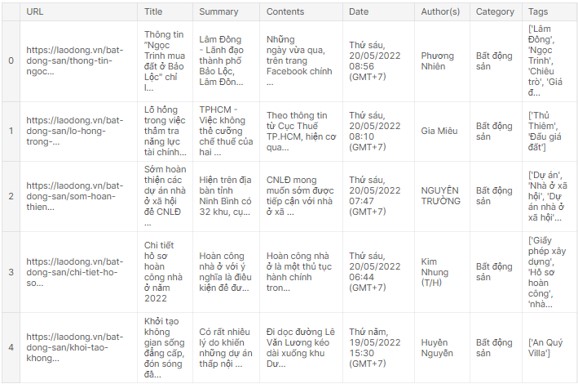 URL Title Summary Contents Date Author(s) Category Tags
0
https://laodong.vn/bat-
dong-san/thong-tin-
ngoc...
Thông tin
"Ngọc
Trinh mua
đất ở Bảo
Lộc" chỉ
l...
Lâm Đồng
- Lãnh đạo
thành phố
Bảo Lộc,
Lâm Đồn...
Những
ngày vừa qua,
trên trang
Facebook chính
...
Thứ sáu,
20/05/2022
08:56
(GMT+7)
Phương
Nhiên
Bất động
sản
['Lâm
Đồng',
'Ngọc
Trinh',
'Chiêu
trò', 'Giá
đ...
1
https://laodong.vn/bat-
dong-san/lo-hong-
trong-...
Lỗ hổng
trong việc
thẩm tra
năng lực
tài chính...
TPHCM -
Việc không
thể cưỡng
chế thuế của
hai ...
Theo thông tin
từ Cục Thuế
TP.HCM, hiện cơ
qua...
Thứ sáu,
20/05/2022
08:10
(GMT+7)
Gia Miêu
Bất động
sản
['Thủ
Thiêm',
'Đấu giá
đất']
2
https://laodong.vn/bat-
dong-san/som-hoan-
thien...
Sớm hoàn
thiện các
dự án nhà
ở xã hội
để CNLĐ
...
Hiện trên địa
bàn tỉnh
Ninh Bình có
32 khu, cụ...
CNLĐ mong
muốn sớm được
tiếp cận với nhà
ở xã ...
Thứ sáu,
20/05/2022
07:47
(GMT+7)
NGUYỄN
TRƯỜNG
Bất động
sản
['Dự án',
'Nhà ở xã
hội', 'Dự
án nhà ở
xã hội'...
3
https://laodong.vn/bat-
dong-san/chi-tiet-ho-
so...
Chi tiết
hồ sơ
hoàn
công nhà
ở năm
2022
Hoàn công
nhà ở với ý
nghĩa là điều
kiện để đư...
Hoàn công nhà
ở là một thủ tục
hành chính
tron...
Thứ sáu,
20/05/2022
06:44
(GMT+7)
Kim
Nhung
(T/H)
Bất động
sản
['Giấy
phép xây
dựng',
'Hồ sơ
hoàn
công',
'nhà...
4
https://laodong.vn/bat-
dong-san/khoi-tao-
khong...
Khởi tạo
không
gian sống
đẳng cấp,
đón sóng
đầ...
Có rất nhiều
lý do khiến
những dự án
thấp nội ...
Đi dọc đường Lê
Văn Lương kéo
dài xuống khu
Dư...
Thứ năm,
19/05/2022
15:30
(GMT+7)
Huyền
Nguyễn
Bất động
sản
['An Quý
Villa']